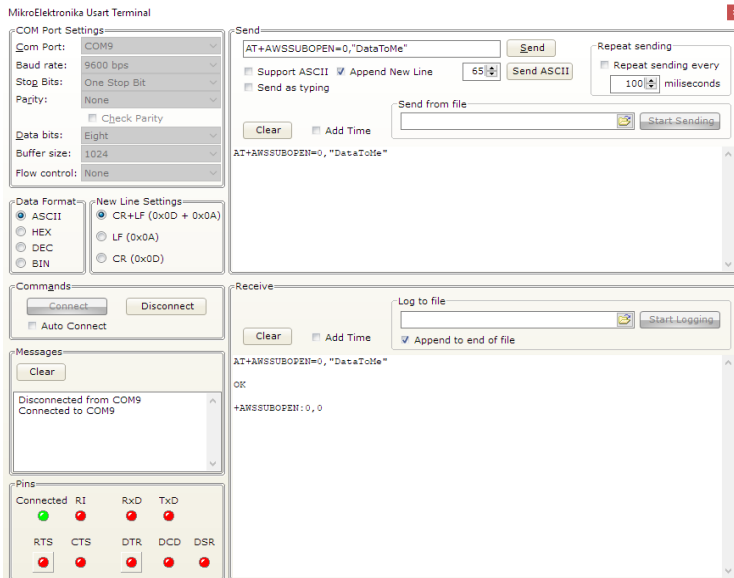 MikroElektronika Usart Terminal
COM Port Settings
Com Port: COM9
Baud rate: 9600 bps
Stop Bits: One Stop Bit
Parity: None
Check Parity
Data bits: Eight
Buffer size: 1024
Flow control: None
Data Format
ASCII
HEX
DEC
BIN
New Line Settings
CR+LF (0x0D + 0x0A)
LF (0x0A)
CR (0x0D)
Commands
Connect Disconnect
Auto Connect
Messages
Clear
Disconnected from COM9
Connected to COM9
Pins
Connected RI RxD TxD
RTS CTS DTR DCD DSR
Send
AT+AWSSUBOPEN=0,"DataToMe" Send
Support ASCII Append New Line 65 Send ASCII
Send as typing
Repeat sending
Repeat sending every
100 miliseconds
Send from file
Clear Add Time Start Sending
AT+AWSSUBOPEN=0,"DataToMe"
Receive
Log to file
Start Logging
Clear Add Time Append to end of file
AT+AWSSUBOPEN=0,"DataToMe"
OK
+AWSSUBOPEN:0,0